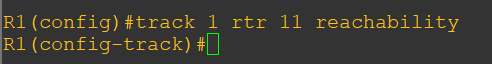 R1(config)#track 1 rtr 11 reachability
R1(config-track)#